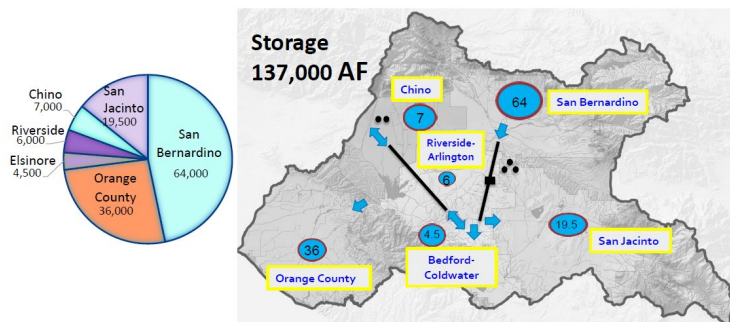 Storage
137,000 AF
Chino
7,000
San
Jacinto
19,500
Riverside
6,000
Elsinore
4,500
San
Bernardino
64,000
Orange
County
36,000
Chino
7
64
San Bernardino
Riverside-
Arlington
6
4.5
Bedford-
Coldwater
19.5
San Jacinto
36
Orange County